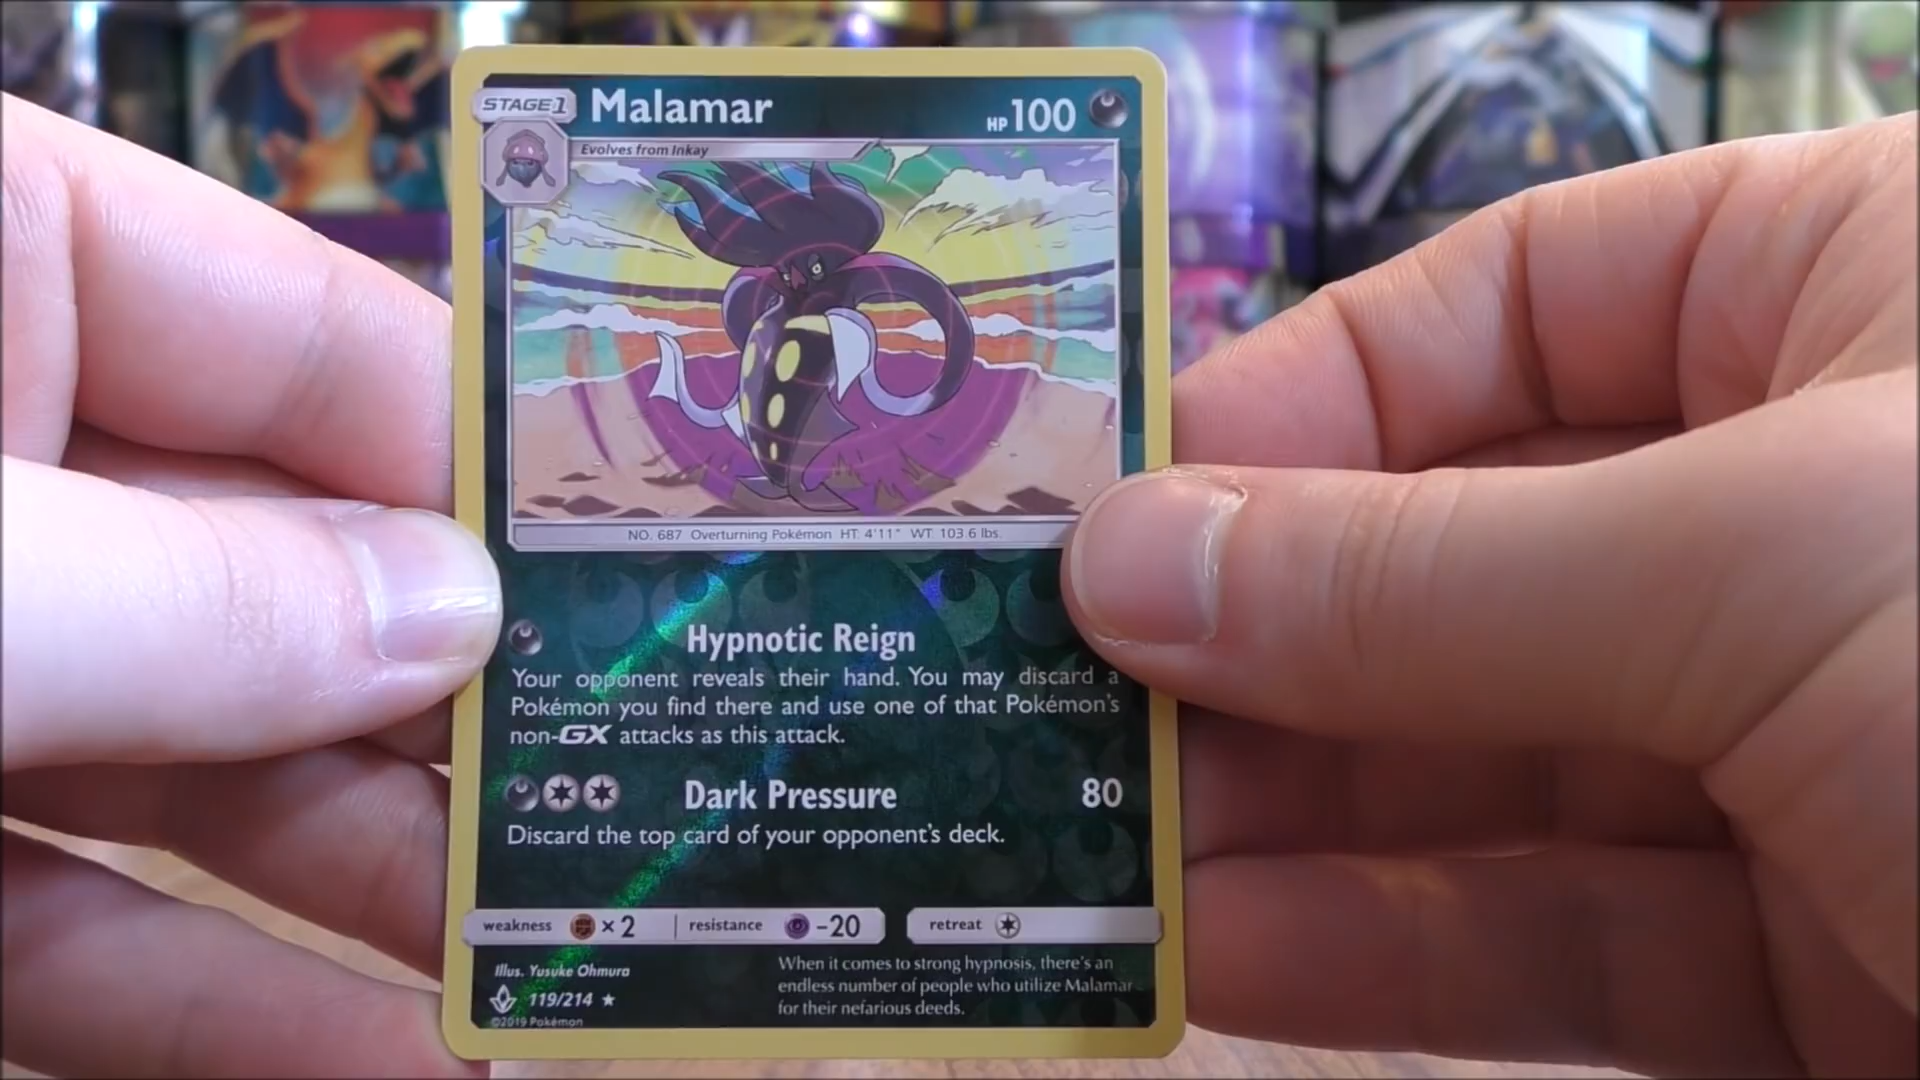 STAGE1 Malamar HP100
Evolves from Inkay
NO. 687 Overturning Pokémon HT: 4'11" WT: 103.6 lbs.
Hypnotic Reign
Your opponent reveals their hand. You may discard a
Pokémon you find there and use one of that Pokémon's
non-GX attacks as this attack.
Dark Pressure 80
Discard the top card of your opponent's deck.
weakness ×2 resistance -20 retreat
Illus. Yusuke Ohmura
119/214
©2019 Pokémon
When it comes to strong hypnosis, there's an
endless number of people who utilize Malamar
for their nefarious deeds.